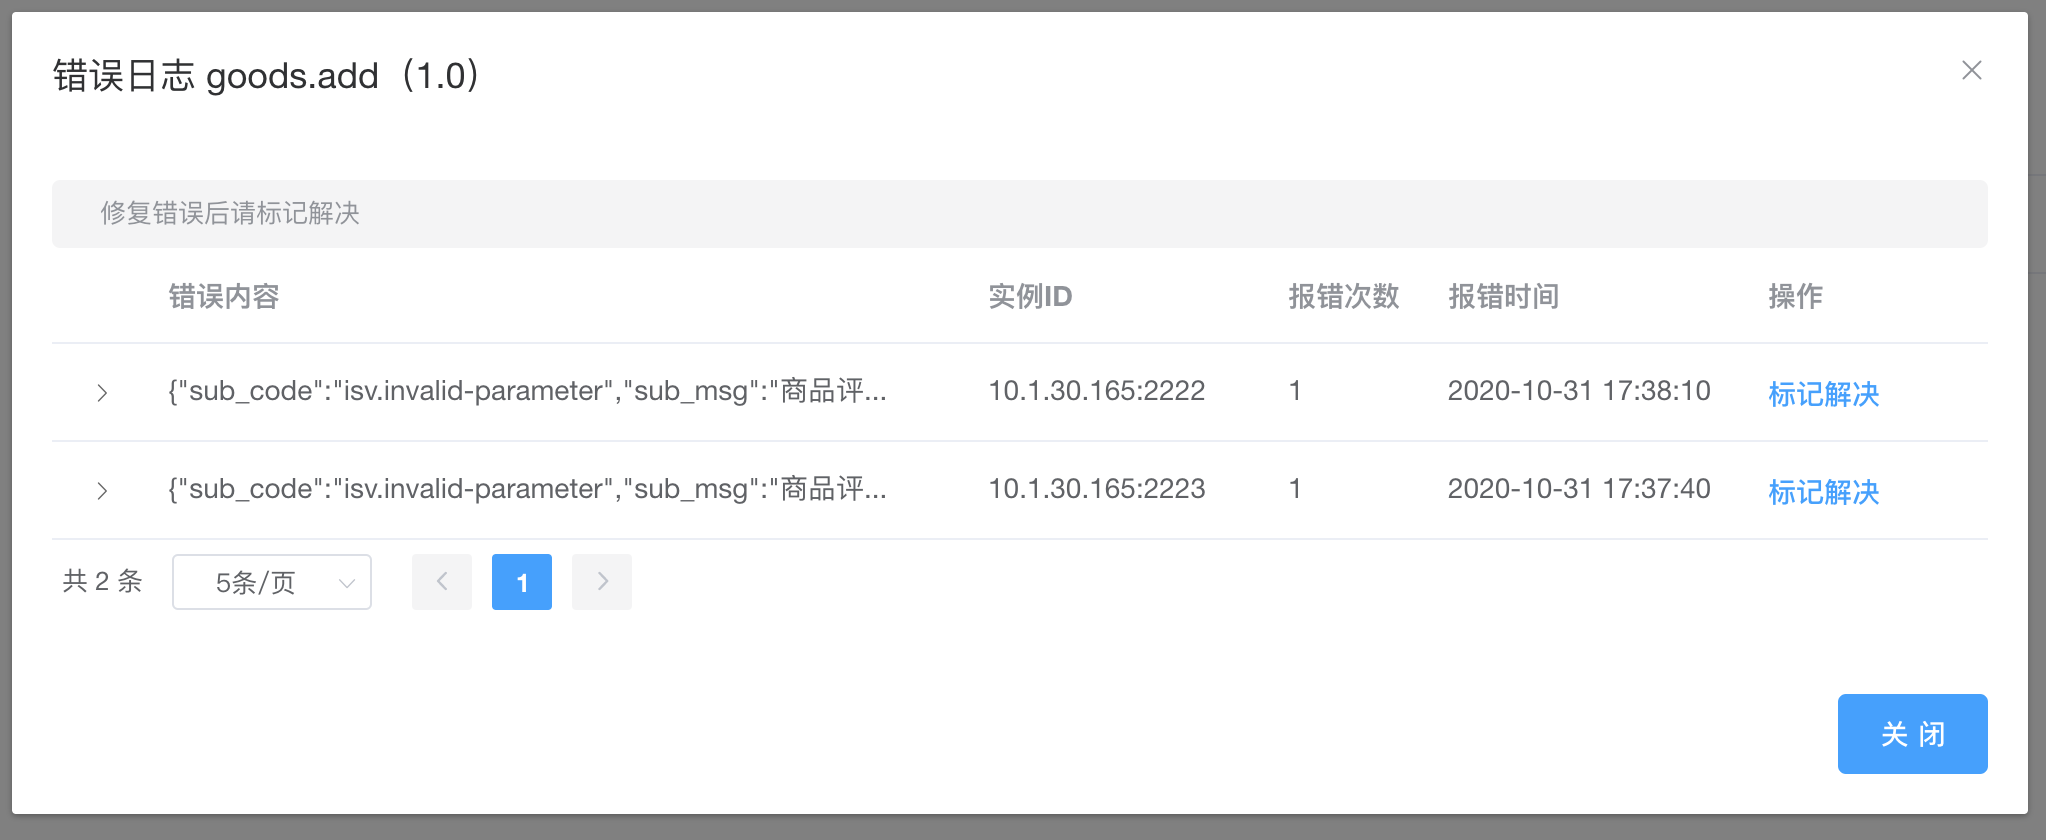 错误日志 goods.add（1.0）
修复错误后请标记解决
错误内容 实例ID 报错次数 报错时间 操作
{"sub_code":"isv.invalid-parameter","sub_msg":"商品评... 10.1.30.165:2222 1 2020-10-31 17:38:10 标记解决
{"sub_code":"isv.invalid-parameter","sub_msg":"商品评... 10.1.30.165:2223 1 2020-10-31 17:37:40 标记解决
共 2 条 5条/页 1
关 闭